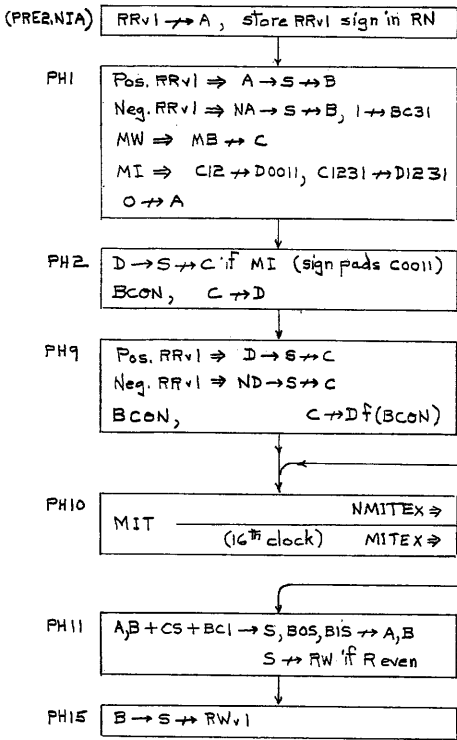 (PRE2.NIA) RRv1 ↛ A, store RRv1 sign in RN
PH1
Pos. RRv1 ⇒ A → S ↛ B
Neg. RRv1 ⇒ NA → S ↛ B, 1 ↛ BC31
MW ⇒ MB ↛ C
MI ⇒ C12 ↛ D0011, C1231 ↛ D1231
0 ↛ A
PH2
D → S ↛ C if MI (sign pads C0011)
BCON, C ↛ D
PH9
Pos. RRv1 ⇒ D → S ↛ C
Neg. RRv1 ⇒ ND → S ↛ C
BCON, C ↛ D f(BCON)
PH10
NMITEX ⇒
MIT
(16th clock) MITEX ⇒
PH11
A,B + CS + BC1 → S, BOS, B1S ↛ A,B
S ↛ RW if R even
PH15
B → S ↛ RWv1